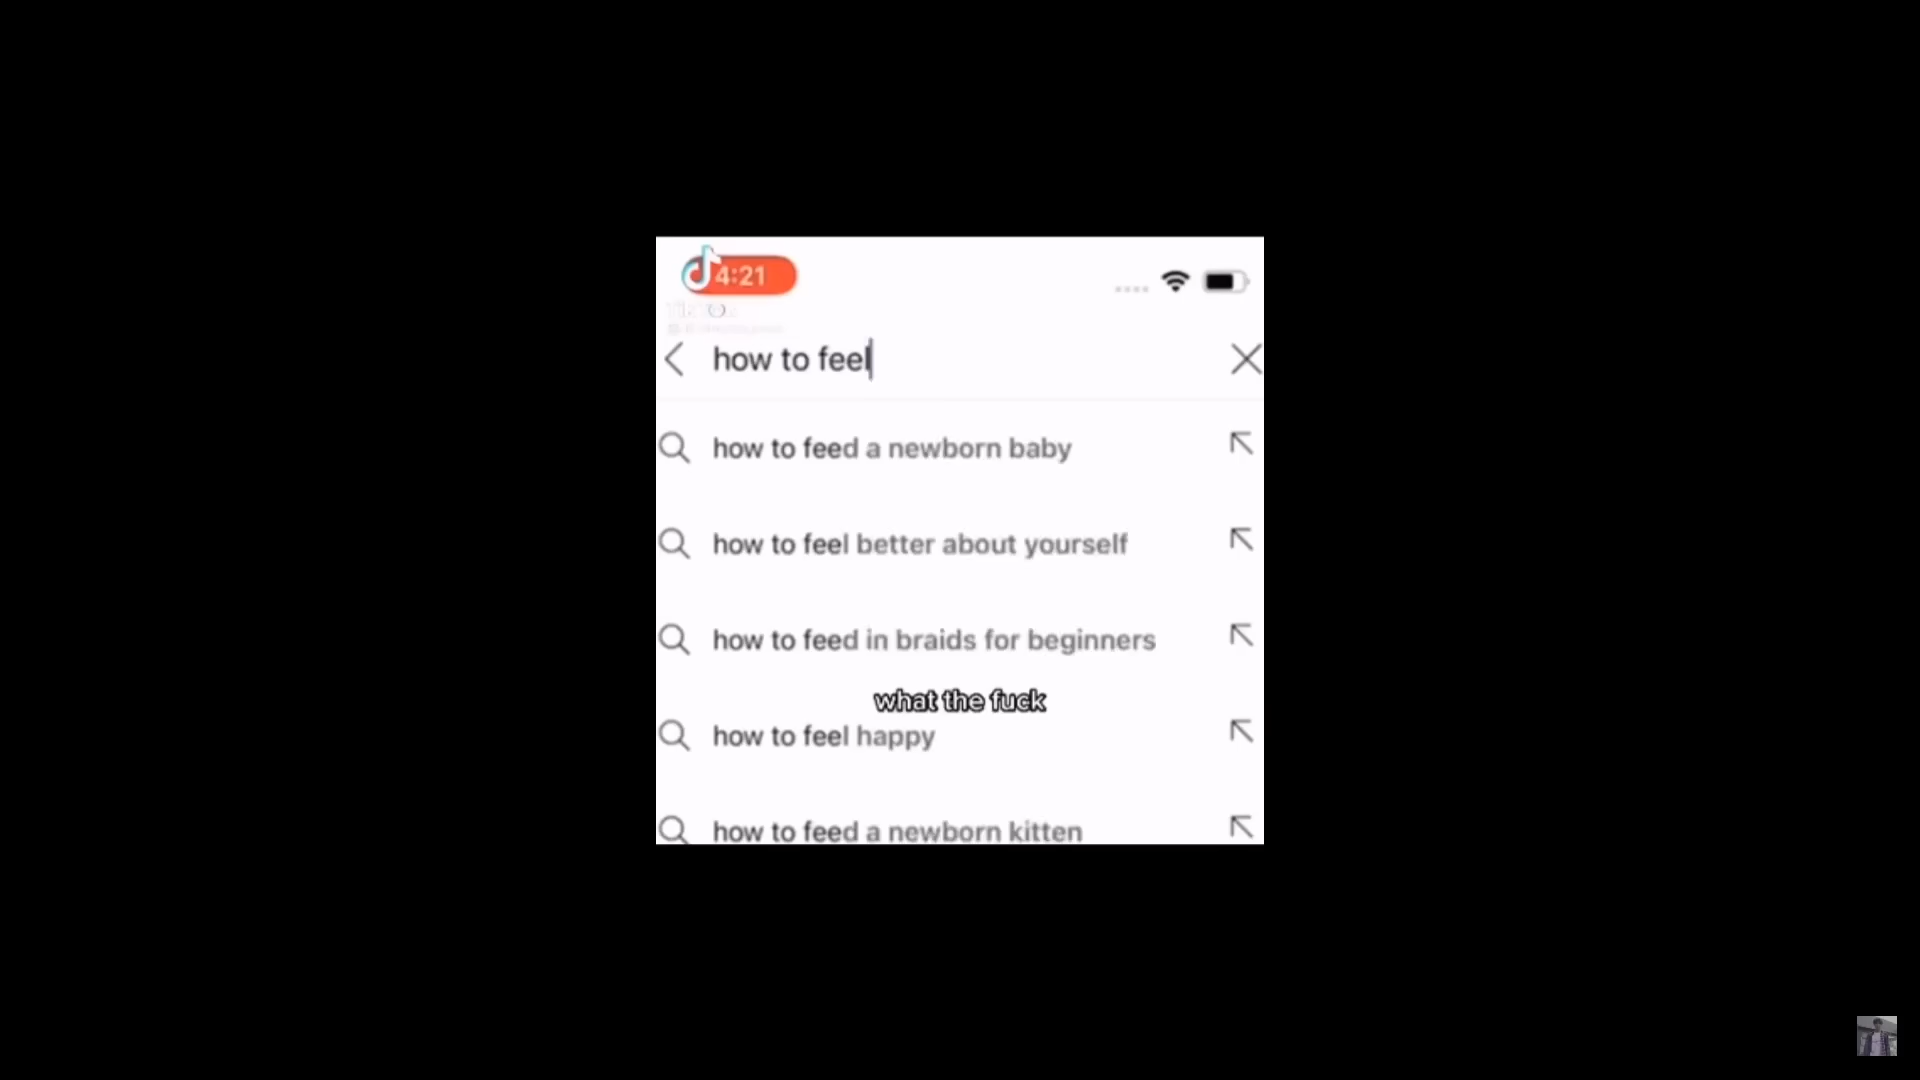 4:21
TikTok
how to feel
how to feed a newborn baby
how to feel better about yourself
how to feed in braids for beginners
what the fuck
how to feel happy
how to feed a newborn kitten